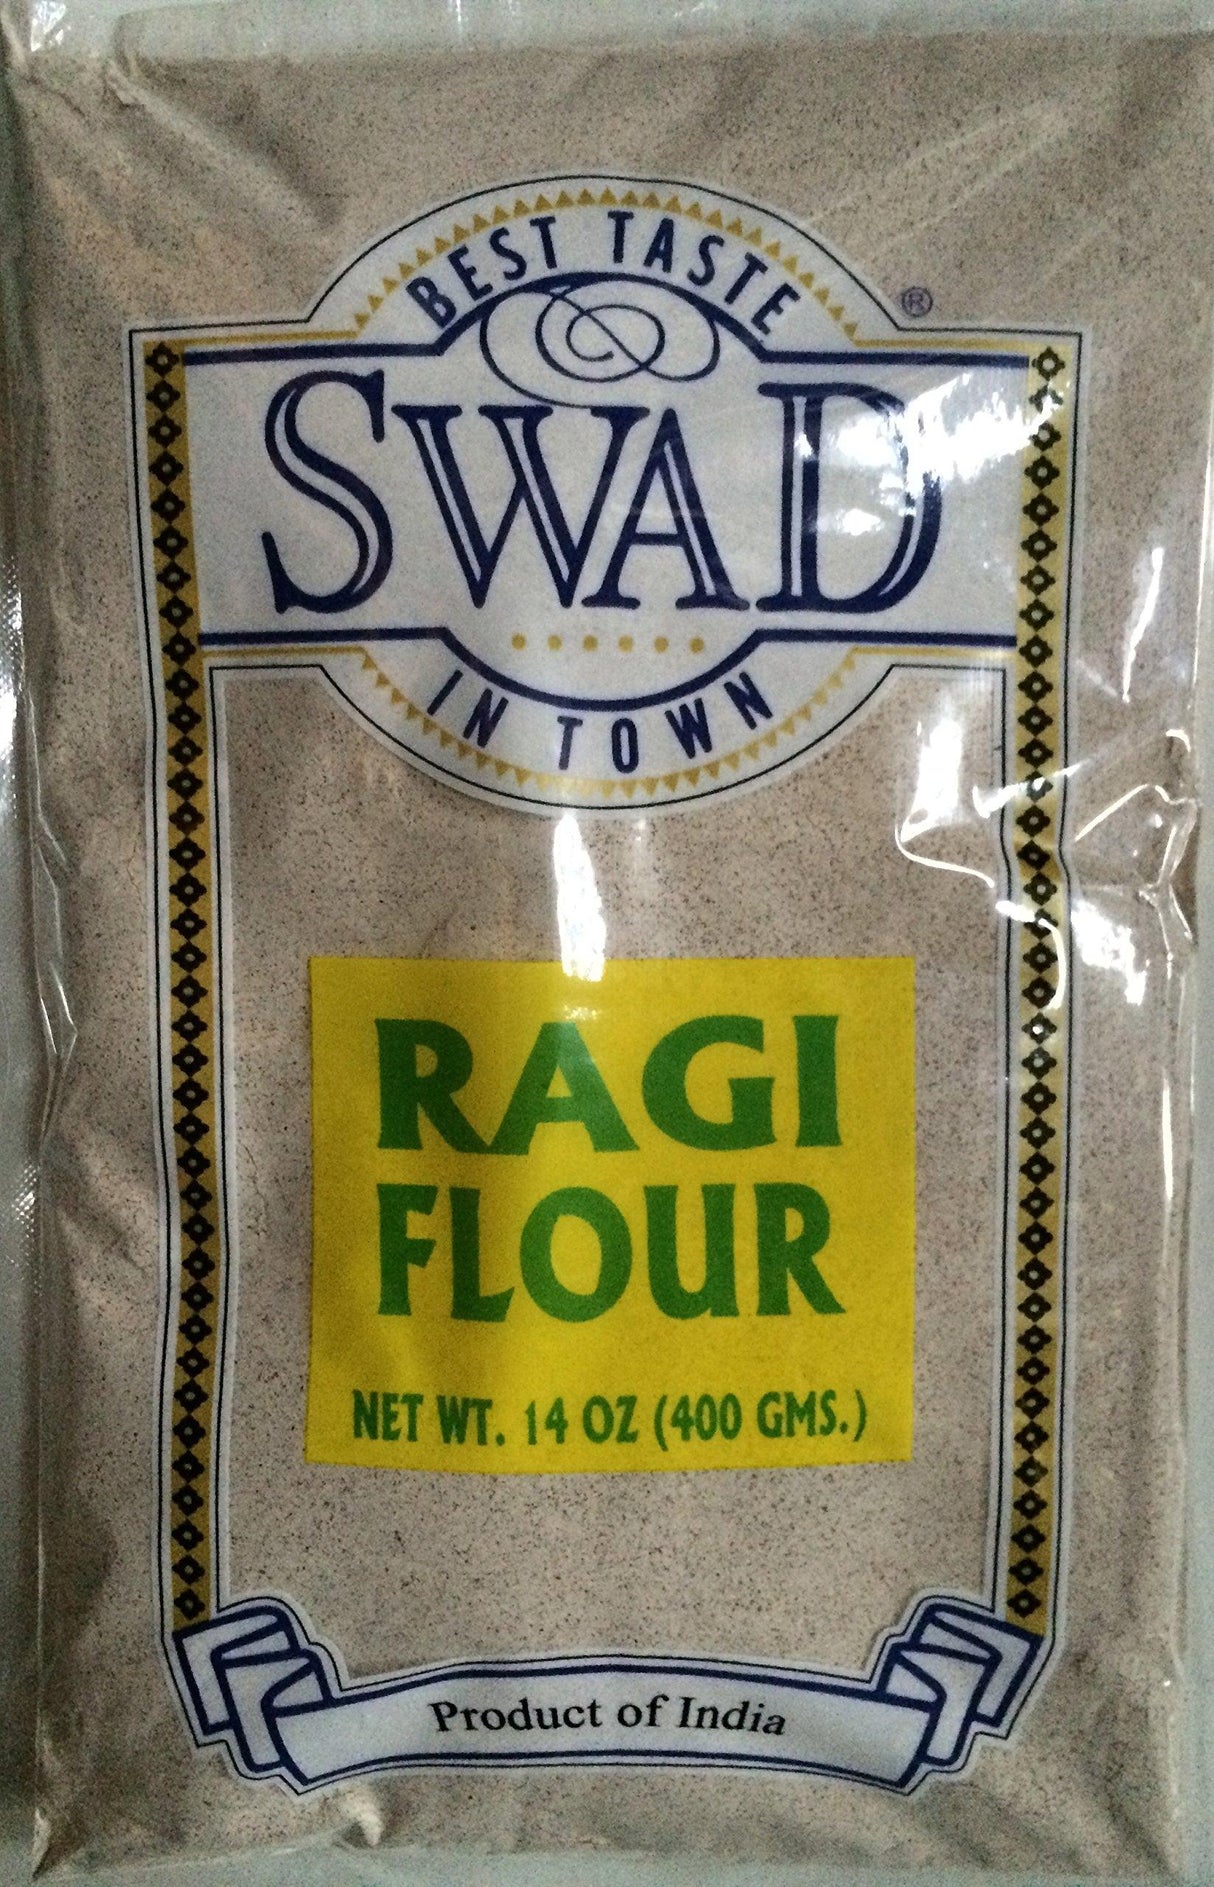 BEST TASTE
®
SWAD
IN TOWN
RAGI
FLOUR
NET WT. 14 OZ (400 GMS.)
Product of India